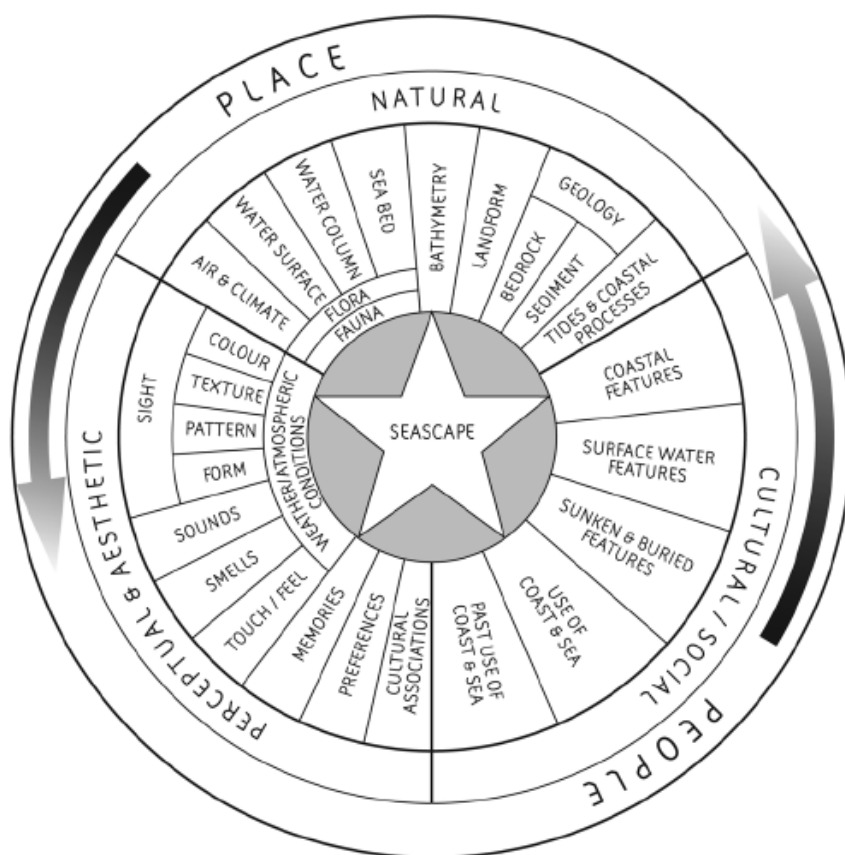 PLACE
NATURAL
AIR & CLIMATE
WATER SURFACE
WATER COLUMN
SEA BED
FLORA
FAUNA
BATHYMETRY
LANDFORM
GEOLOGY
BEDROCK
SEDIMENT
TIDES & COASTAL
PROCESSES
CULTURAL / SOCIAL
COASTAL
FEATURES
SURFACE WATER
FEATURES
SUNKEN & BURIED
FEATURES
USE OF
COAST & SEA
PAST USE OF
COAST & SEA
PEOPLE
PERCEPTUAL & AESTHETIC
SIGHT
COLOUR
TEXTURE
PATTERN
FORM
SOUNDS
SMELLS
TOUCH / FEEL
WEATHER/ATMOSPHERIC
CONDITIONS
MEMORIES
PREFERENCES
CULTURAL
ASSOCIATIONS
SEASCAPE